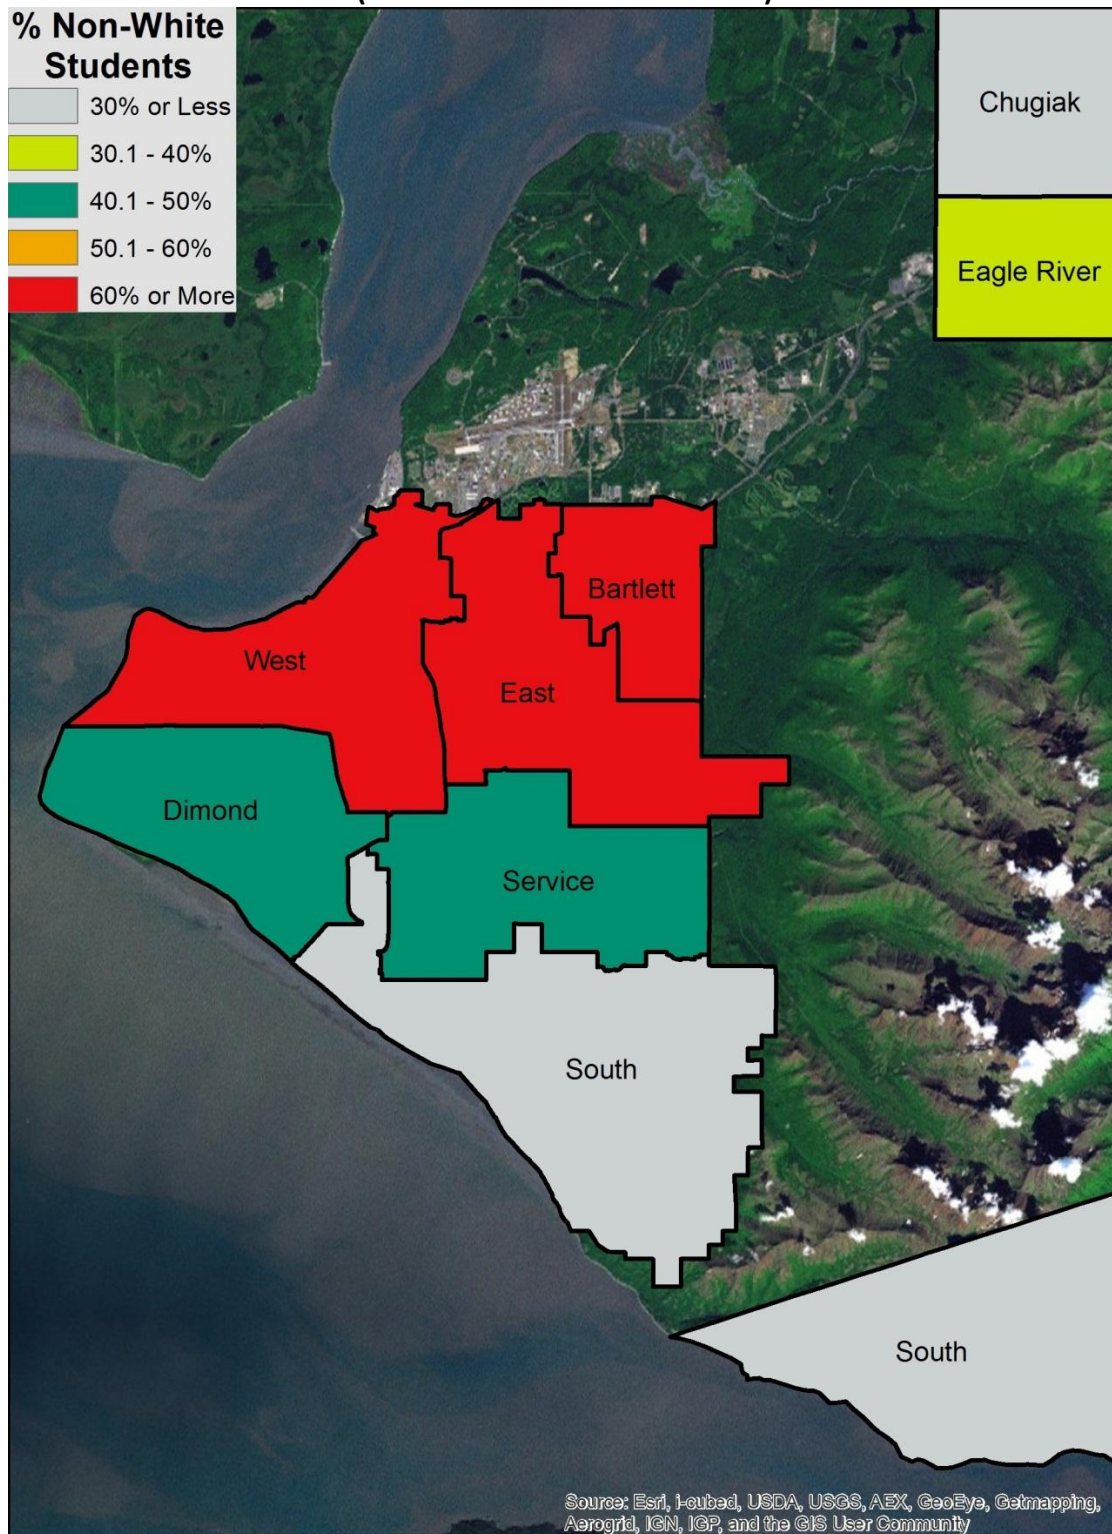 % Non-White
Students
30% or Less
30.1 - 40%
40.1 - 50%
50.1 - 60%
60% or More
Chugiak
Eagle River
Bartlett
West
East
Dimond
Service
South
South
Source: Esri, i-cubed, USDA, USGS, AEX, GeoEye, Getmapping,
Aerogrid, IGN, IGP, and the GIS User Community